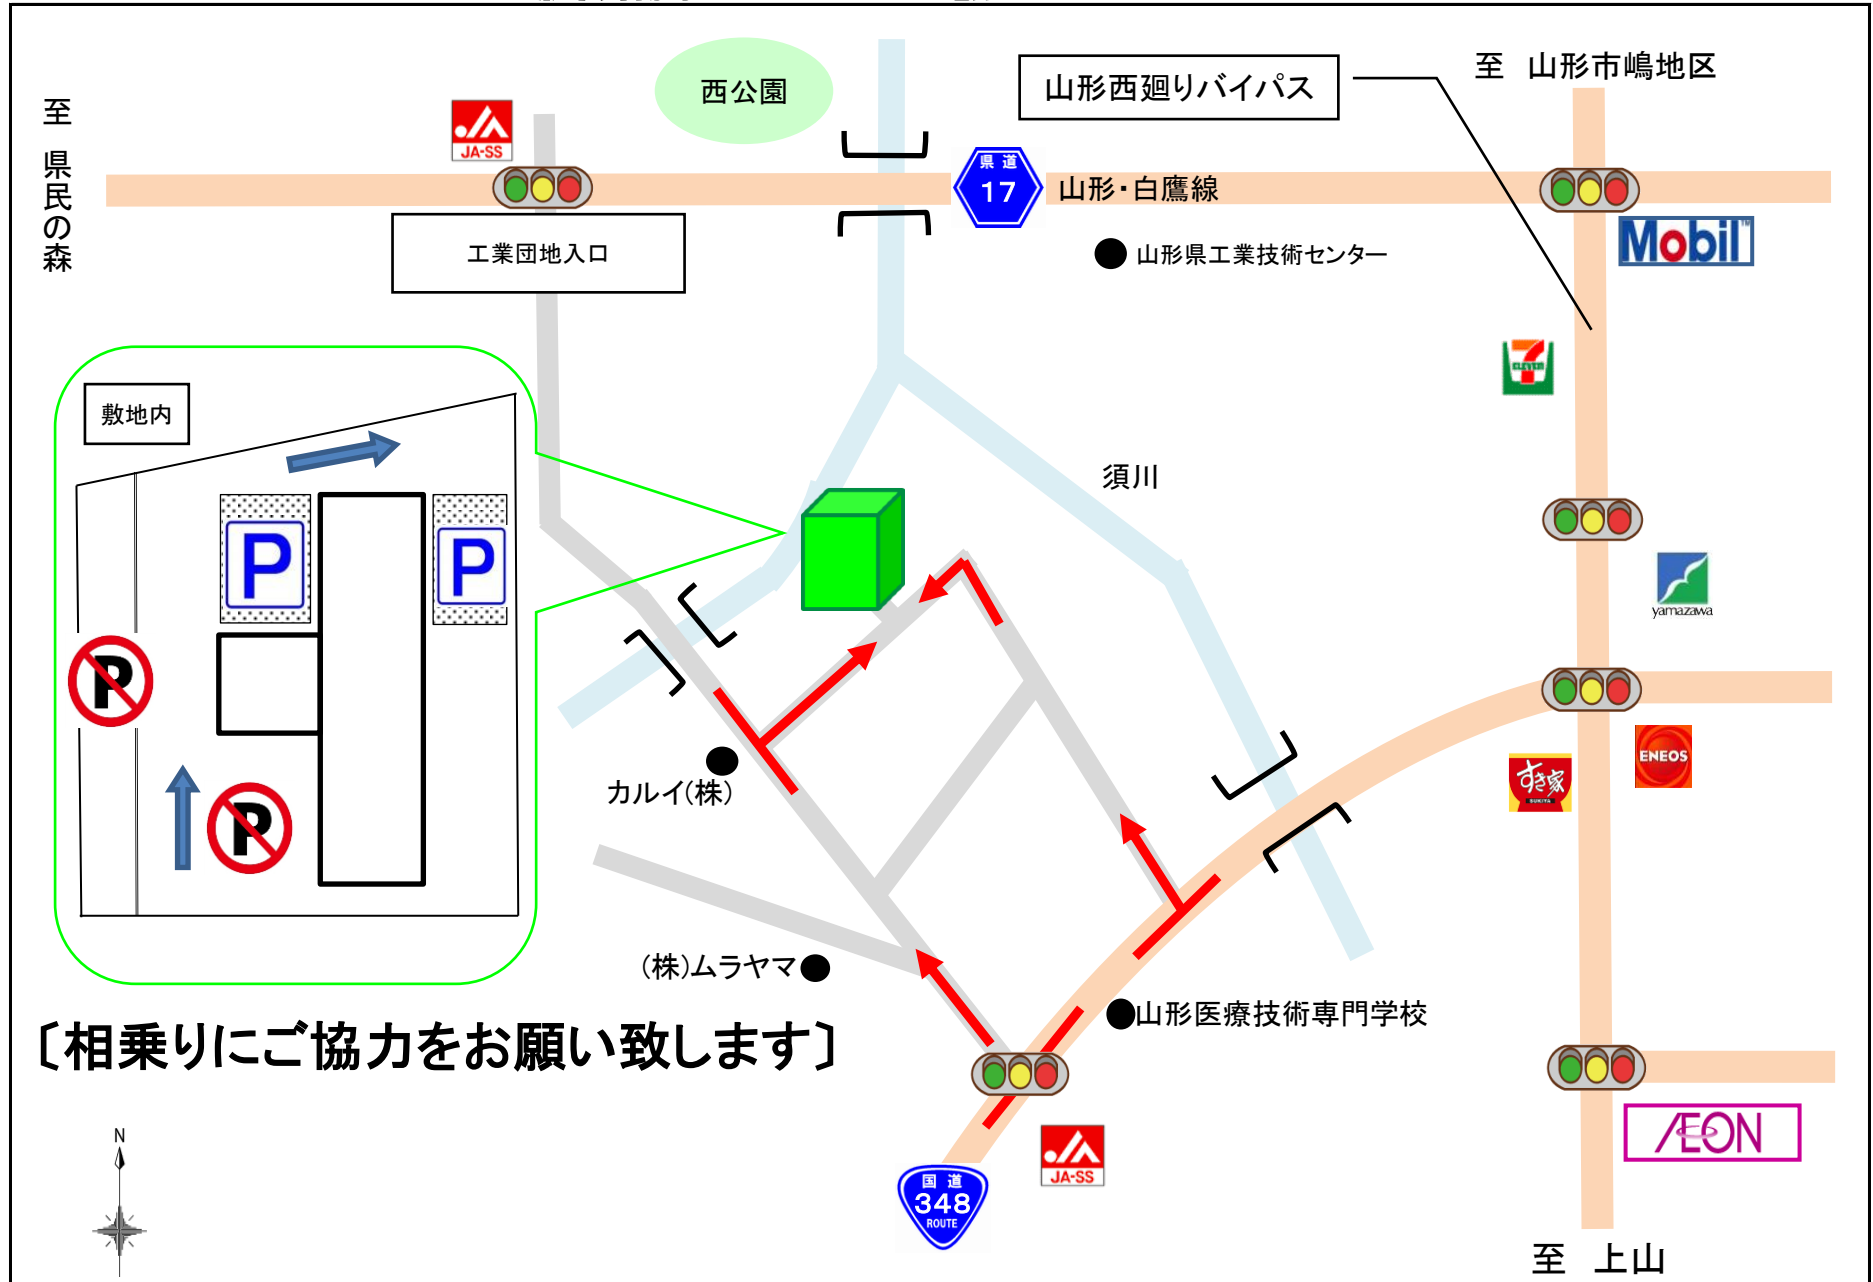 西公園
山形西廻りバイパス
至 山形市嶋地区
至 県民の森
JA-SS
県道
17
山形・白鷹線
工業団地入口
山形県工業技術センター
Mobil
ELEVEN
敷地内
須川
P
P
yamazawa
P
カルイ(株)
すき家
SUKIYA
ENEOS
P
(株)ムラヤマ
山形医療技術専門学校
〔相乗りにご協力をお願い致します〕
ÆON
JA-SS
N
国道
348
ROUTE
至 上山